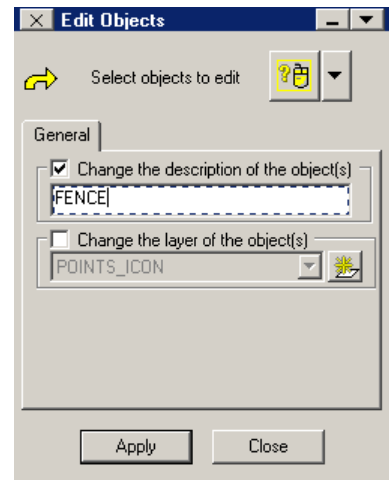 Edit Objects
Select objects to edit
General
Change the description of the object(s)
FENCE
Change the layer of the object(s)
POINTS_ICON
Apply
Close